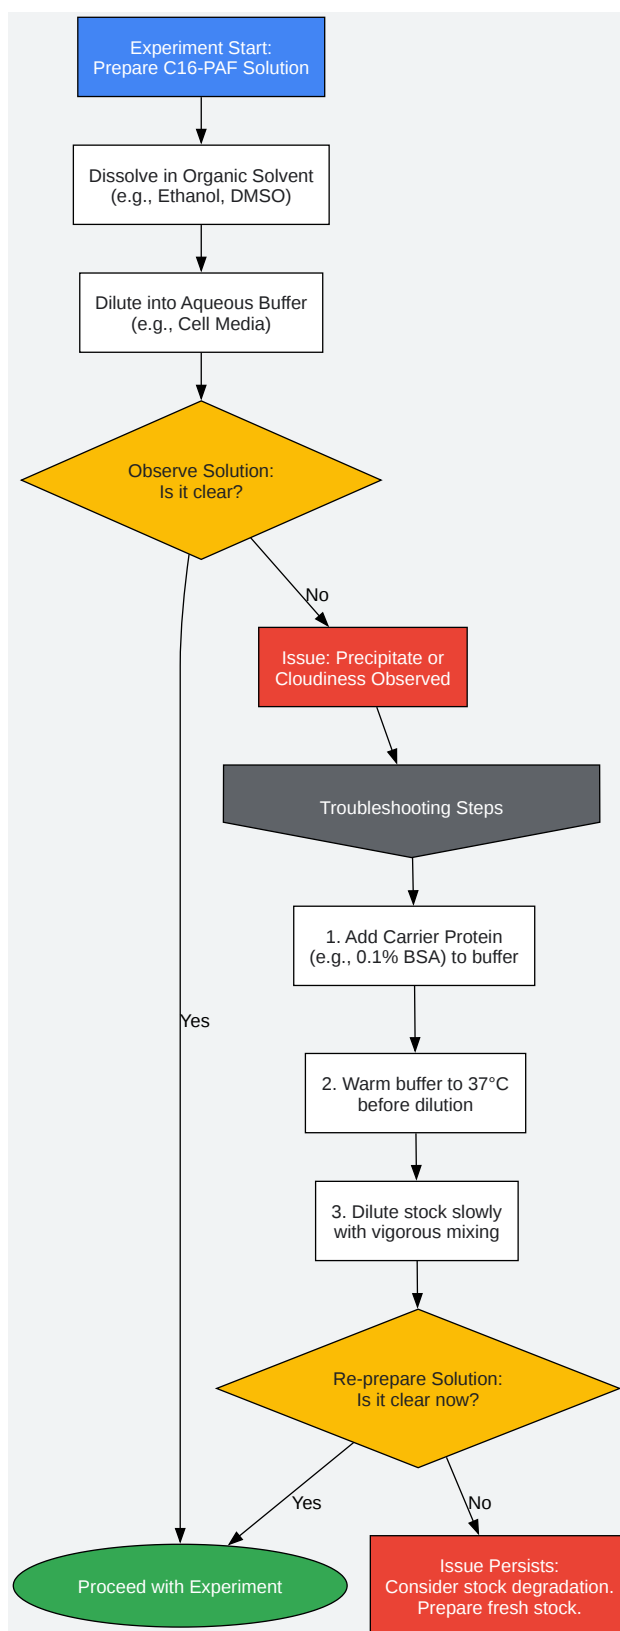 Experiment Start:
Prepare C16-PAF Solution
Dissolve in Organic Solvent
(e.g., Ethanol, DMSO)
Dilute into Aqueous Buffer
(e.g., Cell Media)
Observe Solution:
Is it clear?
No
Issue: Precipitate or
Cloudiness Observed
Troubleshooting Steps
1. Add Carrier Protein
(e.g., 0.1% BSA) to buffer
Yes
2. Warm buffer to 37°C
before dilution
3. Dilute stock slowly
with vigorous mixing
Re-prepare Solution:
Is it clear now?
Yes
No
Proceed with Experiment
Issue Persists:
Consider stock degradation.
Prepare fresh stock.